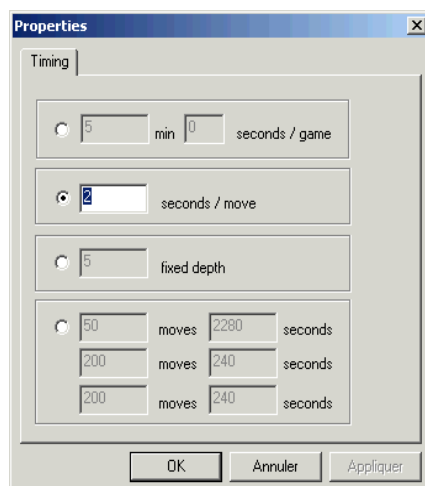 Properties
Timing
5 min 0 seconds / game
2 seconds / move
5 fixed depth
50 moves 2280 seconds
200 moves 240 seconds
200 moves 240 seconds
OK Annuler Appliquer